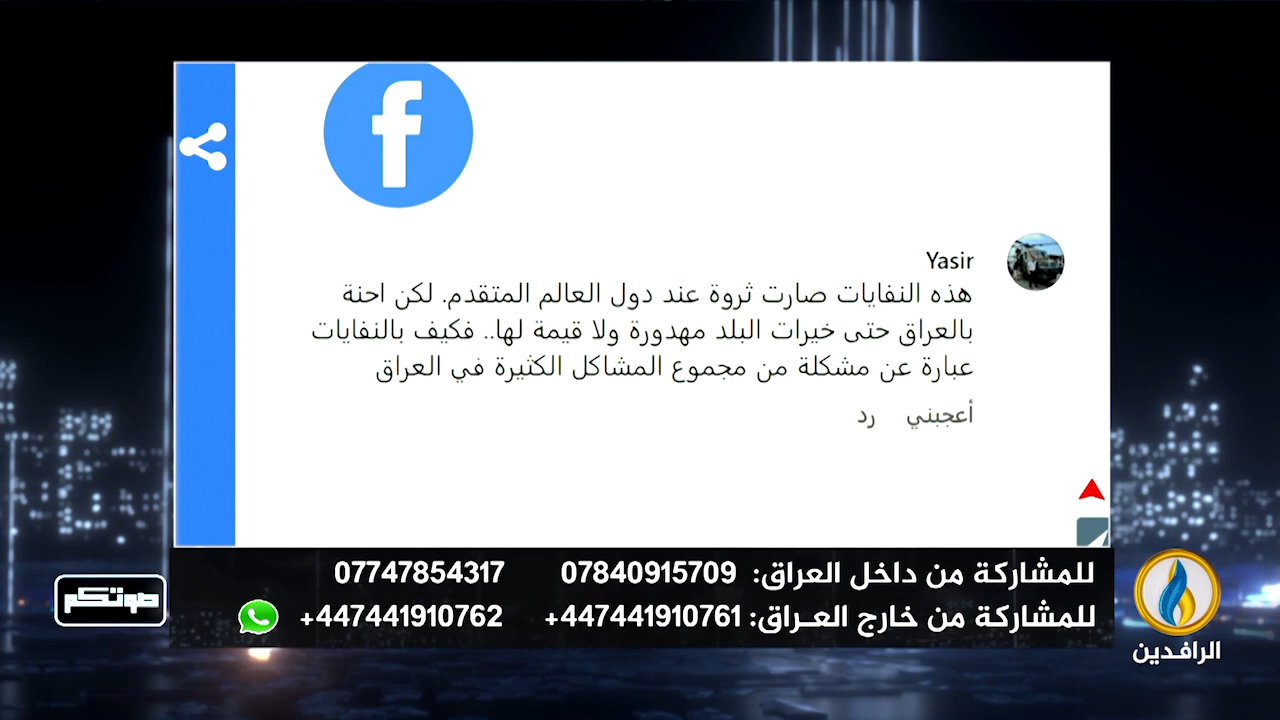 f
Yasir
هذه النفايات صارت ثروة عند دول العالم المتقدم. لكن احنة
بالعراق حتى خيرات البلد مهدورة ولا قيمة لها.. فكيف بالنفايات
عبارة عن مشكلة من مجموع المشاكل الكثيرة في العراق
أعجبني رد
للمشاركة من داخل العراق: 07840915709 07747854317
للمشاركة من خارج العـراق: 447441910761+ 447441910762+
صوتكم
الرافدين